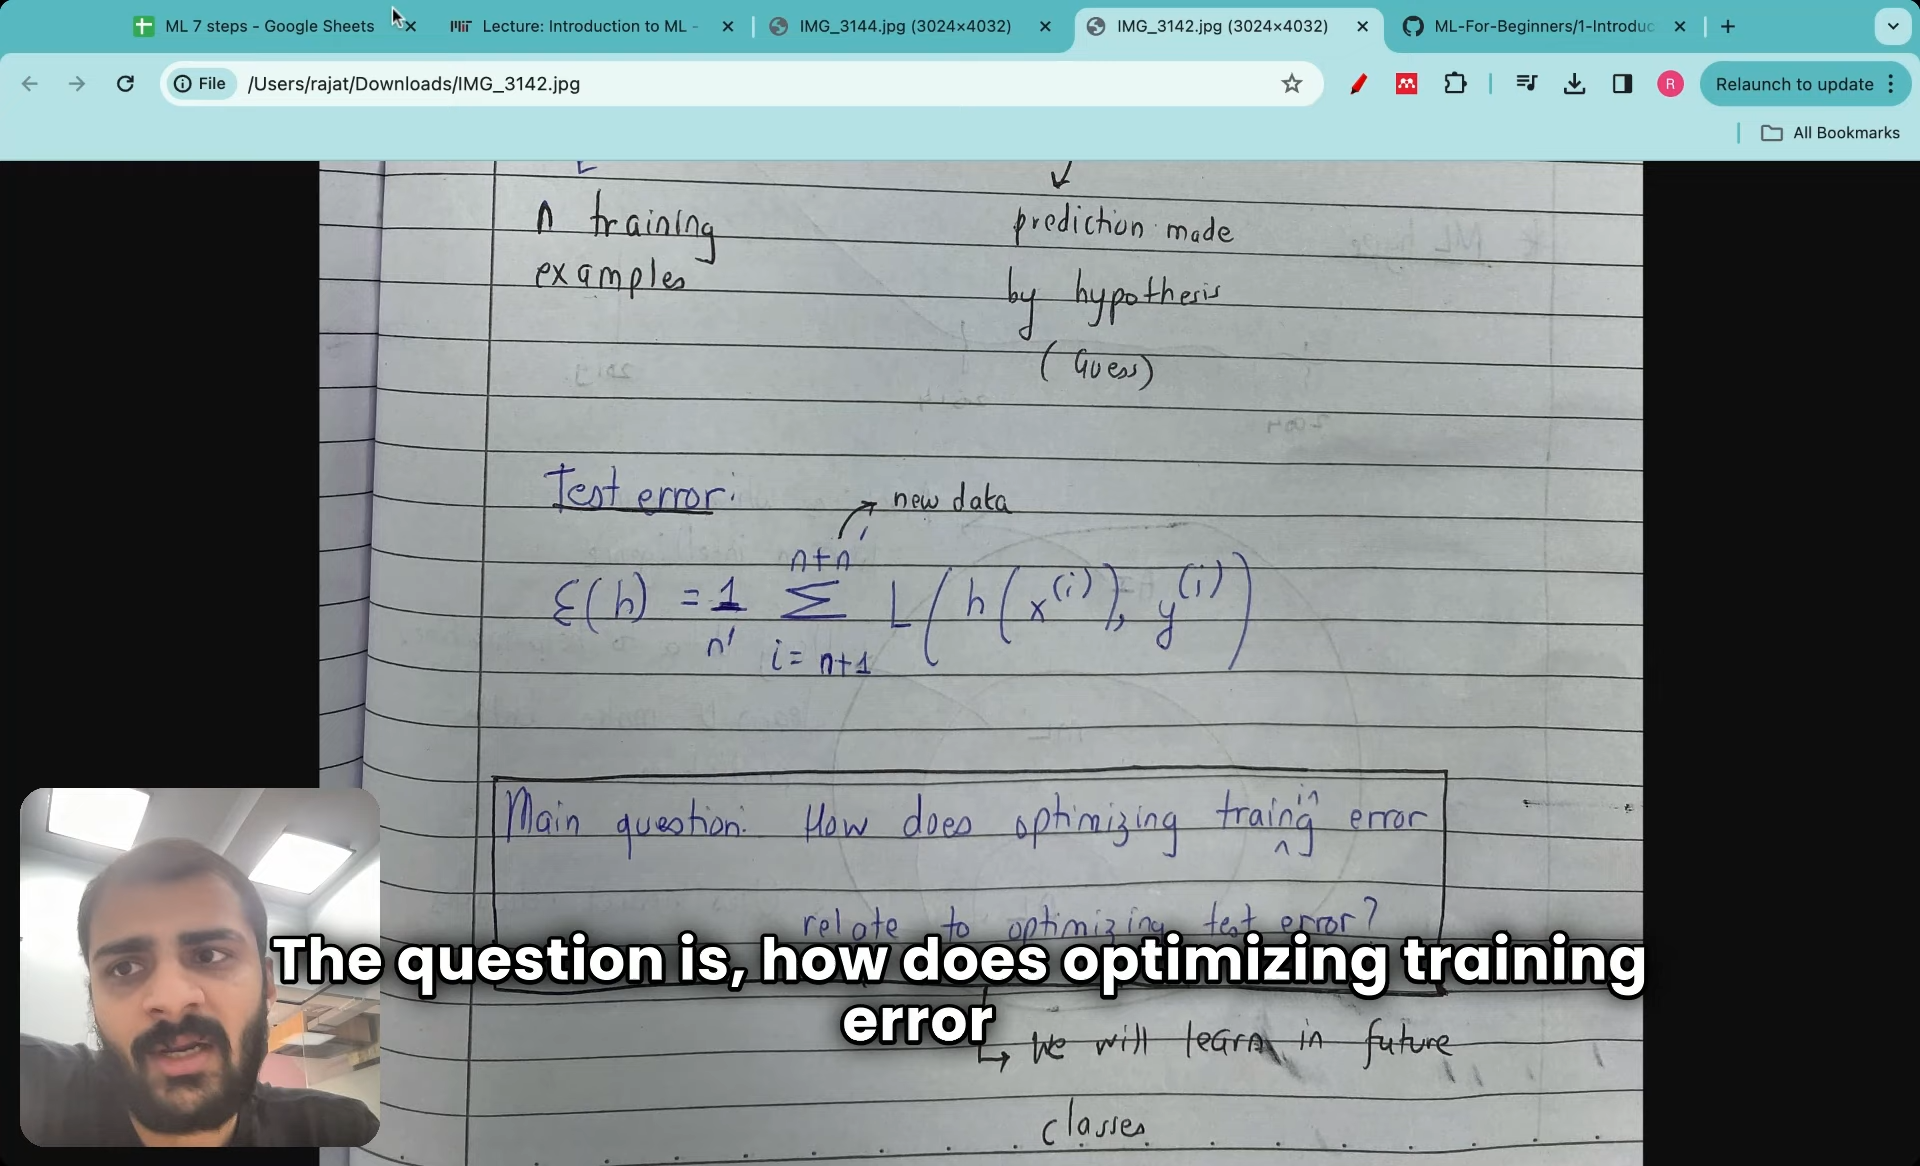 ML 7 steps - Google Sheets
MIT Lecture: Introduction to ML -
IMG_3144.jpg (3024×4032)
IMG_3142.jpg (3024×4032)
ML-For-Beginners/1-Introduc
File /Users/rajat/Downloads/IMG_3142.jpg
R
Relaunch to update
All Bookmarks
n training
examples
prediction made
by hypothesis
(Guess)
Test error:
new data
ℰ(h) = 1/n' Σ_{i=n+1}^{n+n'} L(h(x^(i)), y^(i))
Main question: How does optimizing training error
relate to optimizing test error?
The question is, how does optimizing training
error
↳ We will learn in future
classes